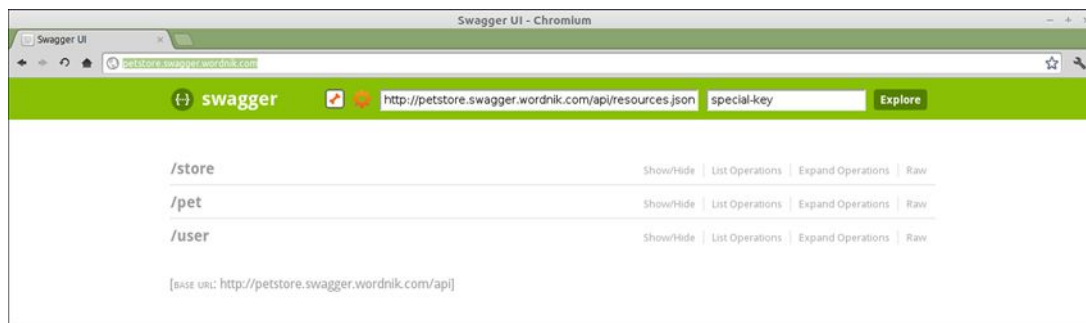 Swagger UI - Chromium
Swagger UI
petstore.swagger.wordnik.com
{-} swagger http://petstore.swagger.wordnik.com/api/resources.json special-key Explore
/store Show/Hide List Operations Expand Operations Raw
/pet Show/Hide List Operations Expand Operations Raw
/user Show/Hide List Operations Expand Operations Raw
[BASE URL: http://petstore.swagger.wordnik.com/api]